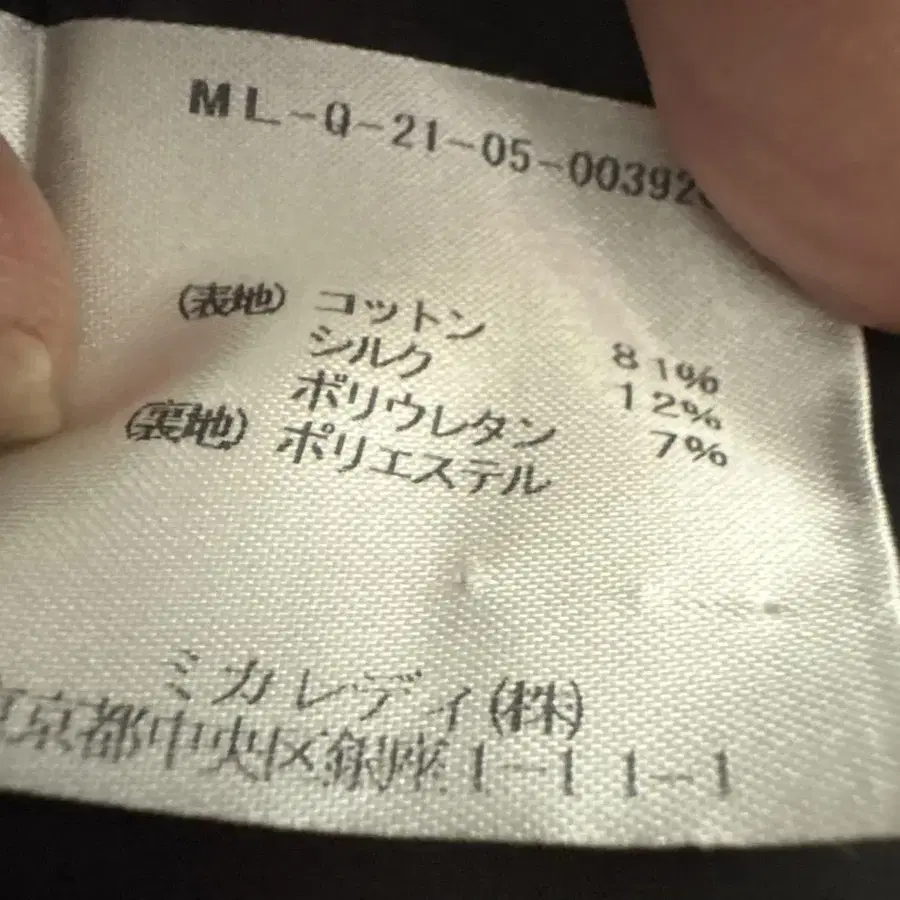 ML-Q-21-05-00392
(表地) コットン 81%
シルク 12%
ポリウレタン 7%
(裏地) ポリエステル
ミカレディ(株)
東京都中央区銀座1-11-1